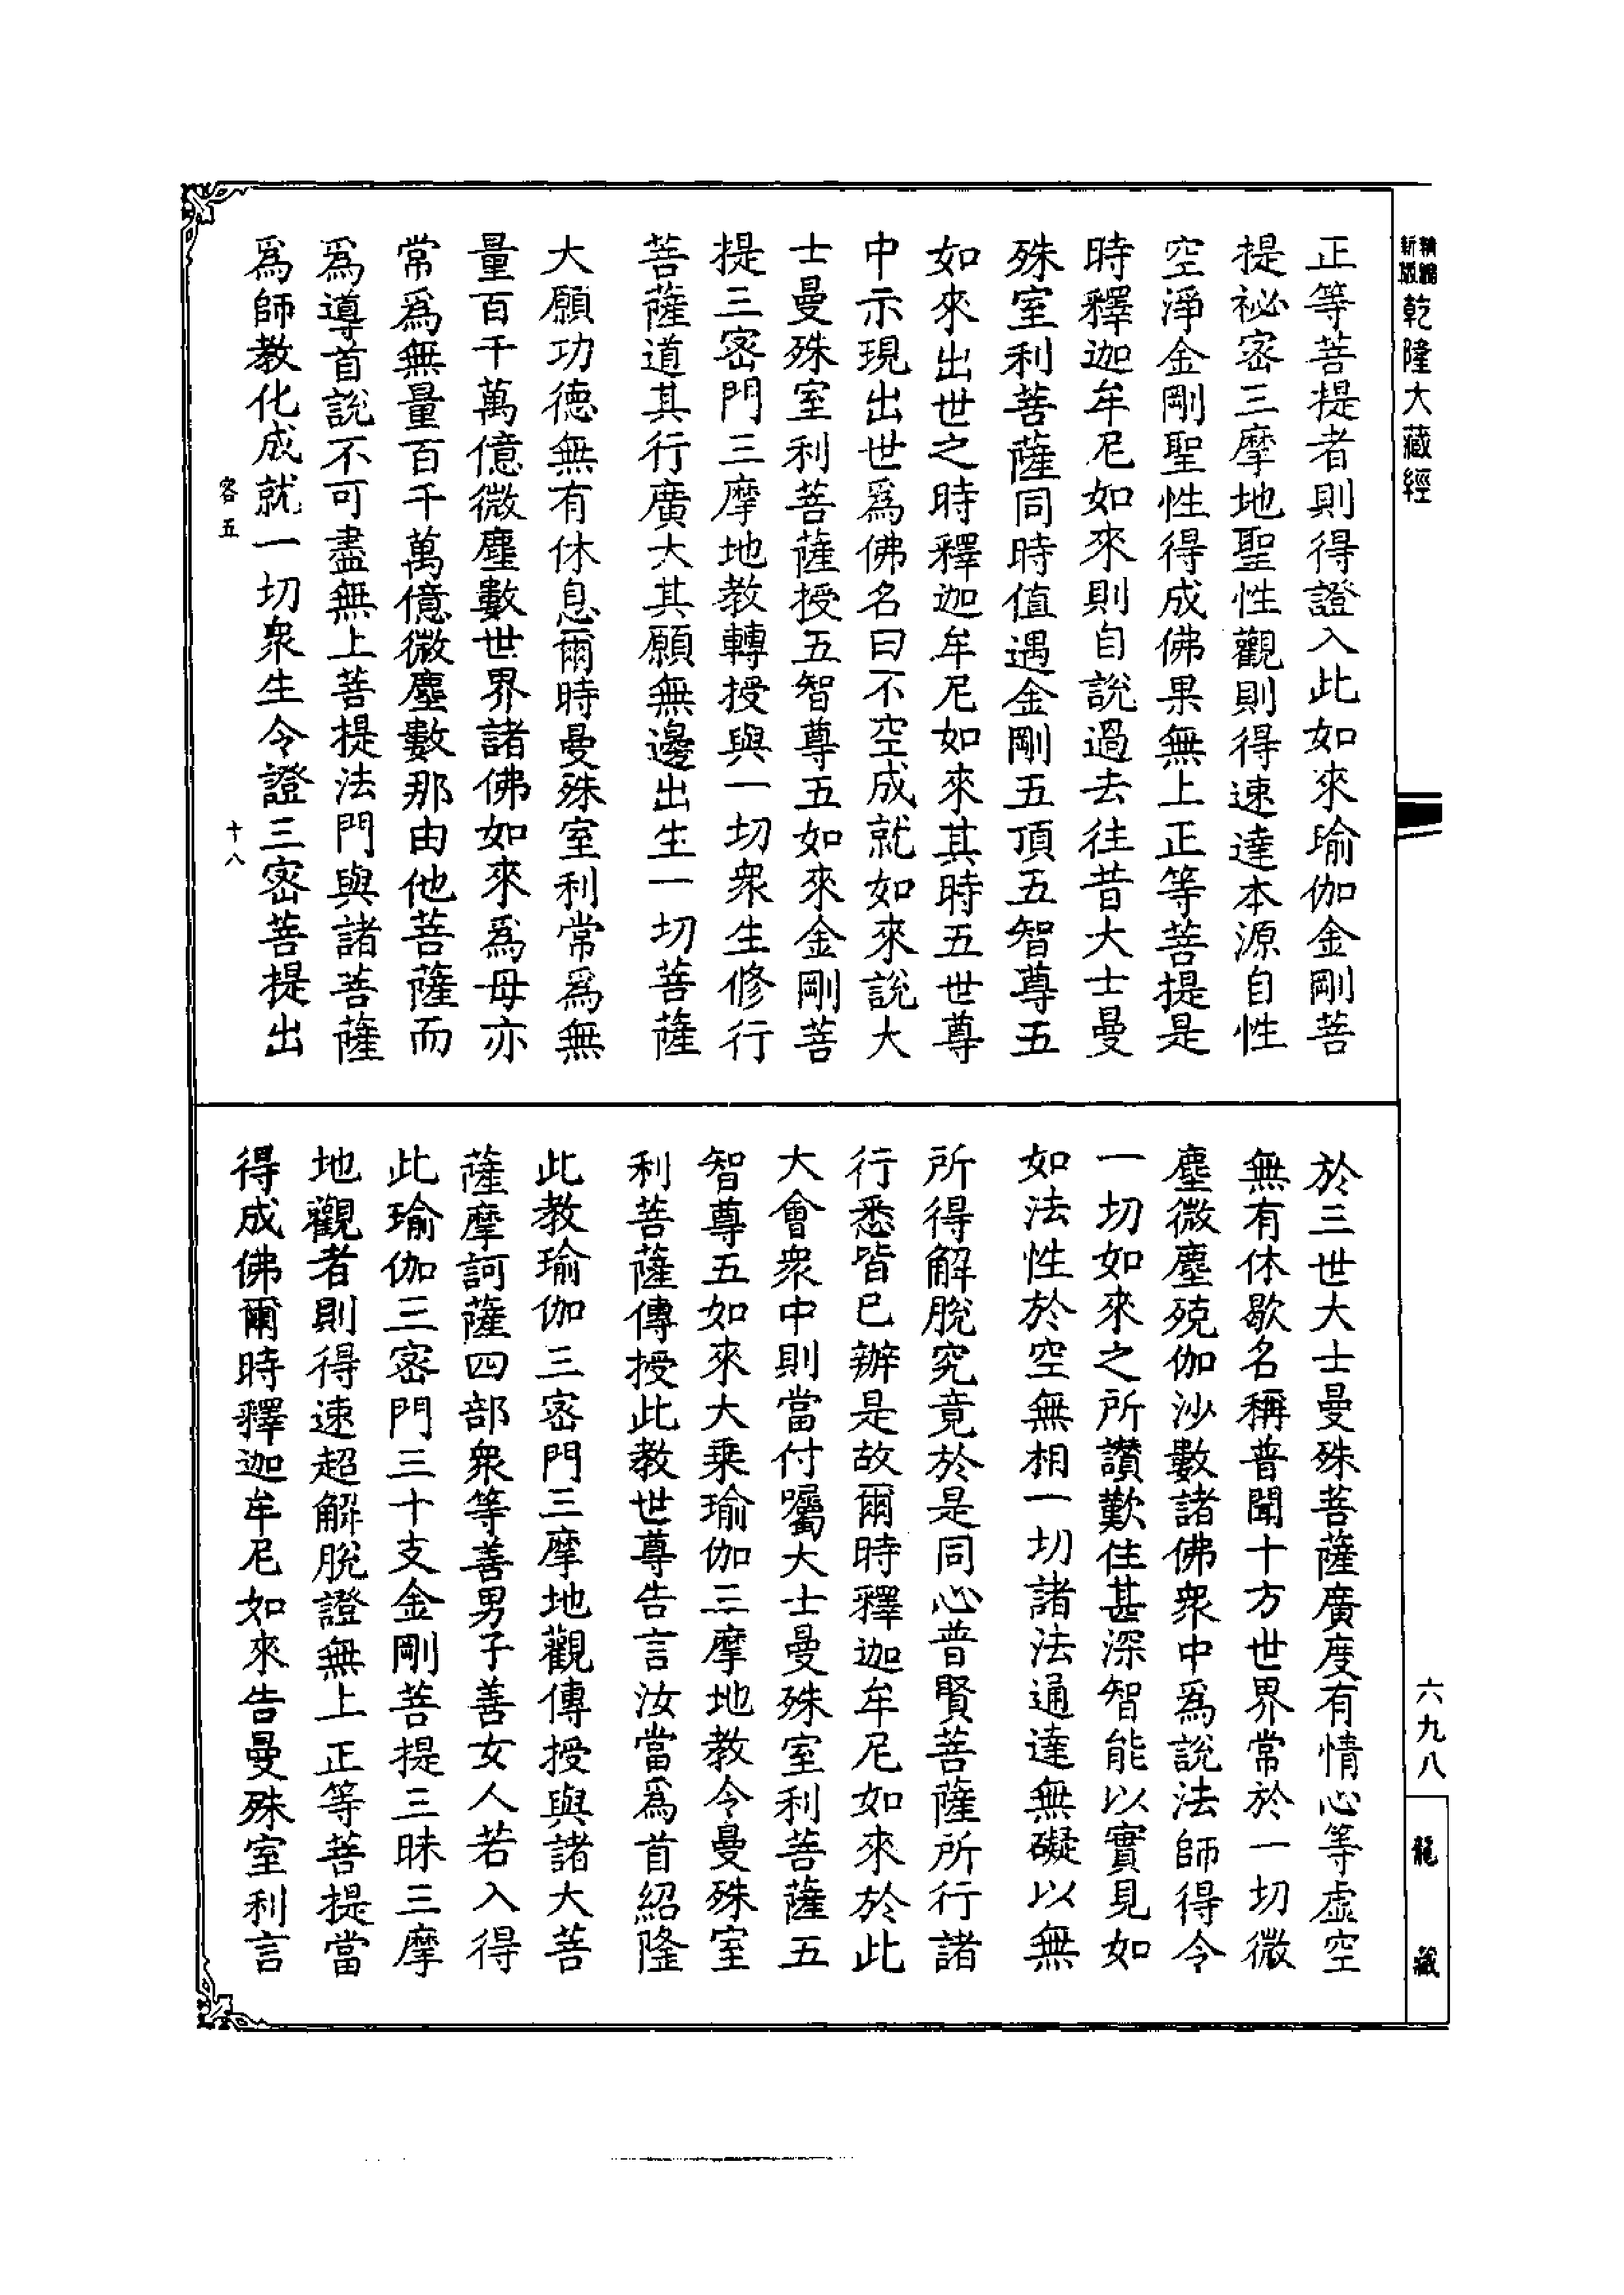 乾隆大藏經
正等菩提者則得證入此如來瑜伽金剛菩
提祕密三摩地聖性觀則得速達本源自性
空淨金剛聖性得成佛果無上正等菩提是
時釋迦牟尼如來則自說過去往昔大士曼
殊室利菩薩同時值遇金剛五頂五智尊五
如來出世之時釋迦牟尼如來其時五世尊
中示現出世爲佛名曰不空成就如來說大
士曼殊室利菩薩授五智尊五如來金剛菩
提三密門三摩地教轉授與一切衆生修行
菩薩道其行廣大其願無邊出生一切菩薩
大願功德無有休息爾時曼殊室利常爲無
量百千萬億微塵數世界諸佛如來爲母亦
常爲無量百千萬億微塵數那由他菩薩而
爲導首說不可盡無上菩提法門與諸菩薩
爲師教化成就一切衆生令證三密菩提出
客五
十八
於三世大士曼殊菩薩廣度有情心等虛空
無有休歇名稱普聞十方世界常於一切微
塵微塵殑伽沙數諸佛衆中爲說法師得令
一切如來之所讚歎住甚深智能以實見如
如法性於空無相一切諸法通達無礙以無
所得解脫究竟於是同心普賢菩薩所行諸
行悉皆已辦是故爾時釋迦牟尼如來於此
大會衆中則當付囑大士曼殊室利菩薩五
智尊五如來大乘瑜伽三摩地教令曼殊室
利菩薩傳授此教世尊告言汝當爲首紹隆
此教瑜伽三密門三摩地觀傳授與諸大菩
薩摩訶薩四部衆等善男子善女人若入得
此瑜伽三密門三十支金剛菩提三昧三摩
地觀者則得速超解脫證無上正等菩提當
得成佛爾時釋迦牟尼如來告曼殊室利言
六九八
龍藏